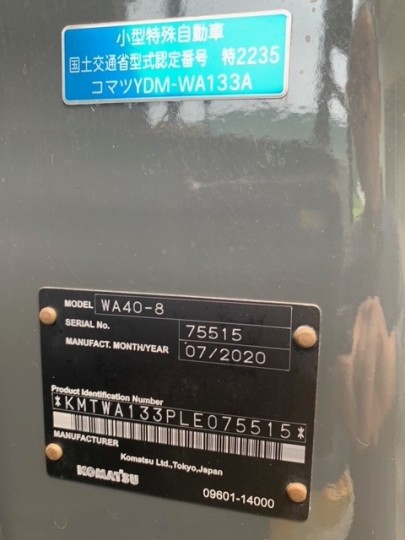 小型特殊自動車
国土交通省型式認定番号 特2235
コマツYDM-WA133A
MODEL WA40-8
SERIAL No. 75515
MANUFACT. MONTH/YEAR 07/2020
Product Identification Number
*KMTWA133PLE075515*
MANUFACTURER
Komatsu Ltd.,Tokyo,Japan
KOMATSU
09601-14000